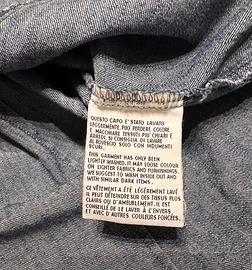 QUESTO CAPO E' STATO LAVATO
LEGGERMENTE. PUO' PERDERE COLORE
E MACCHIARE TESSUTI PIU' CHIARI E
ARREDI, SI CONSIGLIA DI LAVARE
AL ROVESCIO SOLO CON INDUMENTI
SCURI.
THIS GARMENT HAS ONLY BEEN
LIGHTLY WASHED. IT MAY LOOSE COLOUR
ON LIGHTER FABRICS AND FURNISHINGS.
WE SUGGEST TO WASH INSIDE OUT AND
WITH SIMILAR DARK ITEMS.
CE VÊTEMENT A ÉTÉ LÉGÈREMENT LAVÉ
IL PEUT DÉTEINDRE SUR DES TISSUS PLUS
CLAIRS OU D'AMEUBLEMENT. IL EST
CONSEILLÉ DE LE LAVER À L'ENVERS
ET AVEC D'AUTRES COULEURS FONCÉES.